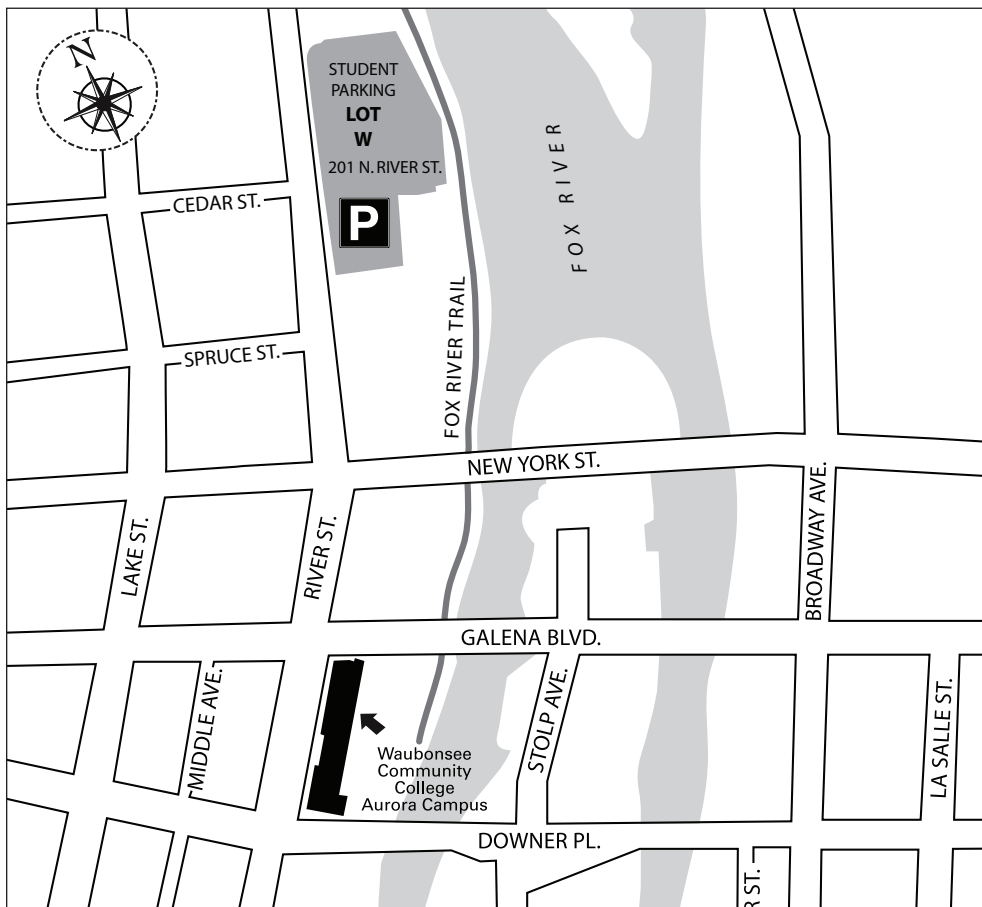 N
STUDENT
PARKING
LOT
W
201 N. RIVER ST.
P
CEDAR ST.
FOX RIVER
SPRUCE ST.
FOX RIVER TRAIL
NEW YORK ST.
LAKE ST.
RIVER ST.
BROADWAY AVE.
GALENA BLVD.
MIDDLE AVE.
STOLP AVE.
LA SALLE ST.
Waubonsee
Community
College
Aurora Campus
DOWNER PL.
R ST.